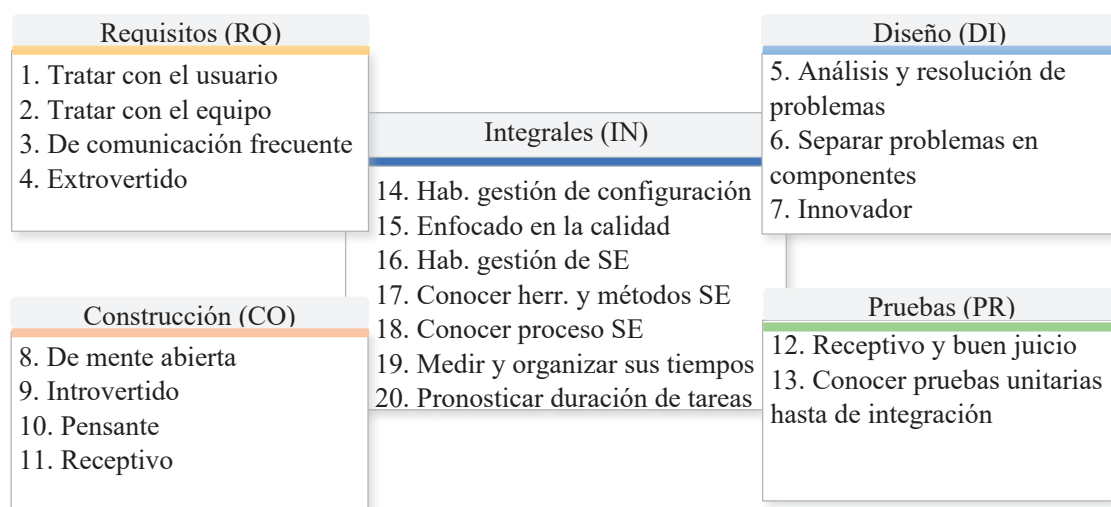 Requisitos (RQ)
1. Tratar con el usuario
2. Tratar con el equipo
3. De comunicación frecuente
4. Extrovertido
Diseño (DI)
5. Análisis y resolución de
problemas
6. Separar problemas en
componentes
7. Innovador
Integrales (IN)
14. Hab. gestión de configuración
15. Enfocado en la calidad
16. Hab. gestión de SE
17. Conocer herr. y métodos SE
18. Conocer proceso SE
19. Medir y organizar sus tiempos
20. Pronosticar duración de tareas
Construcción (CO)
8. De mente abierta
9. Introvertido
10. Pensante
11. Receptivo
Pruebas (PR)
12. Receptivo y buen juicio
13. Conocer pruebas unitarias
hasta de integración